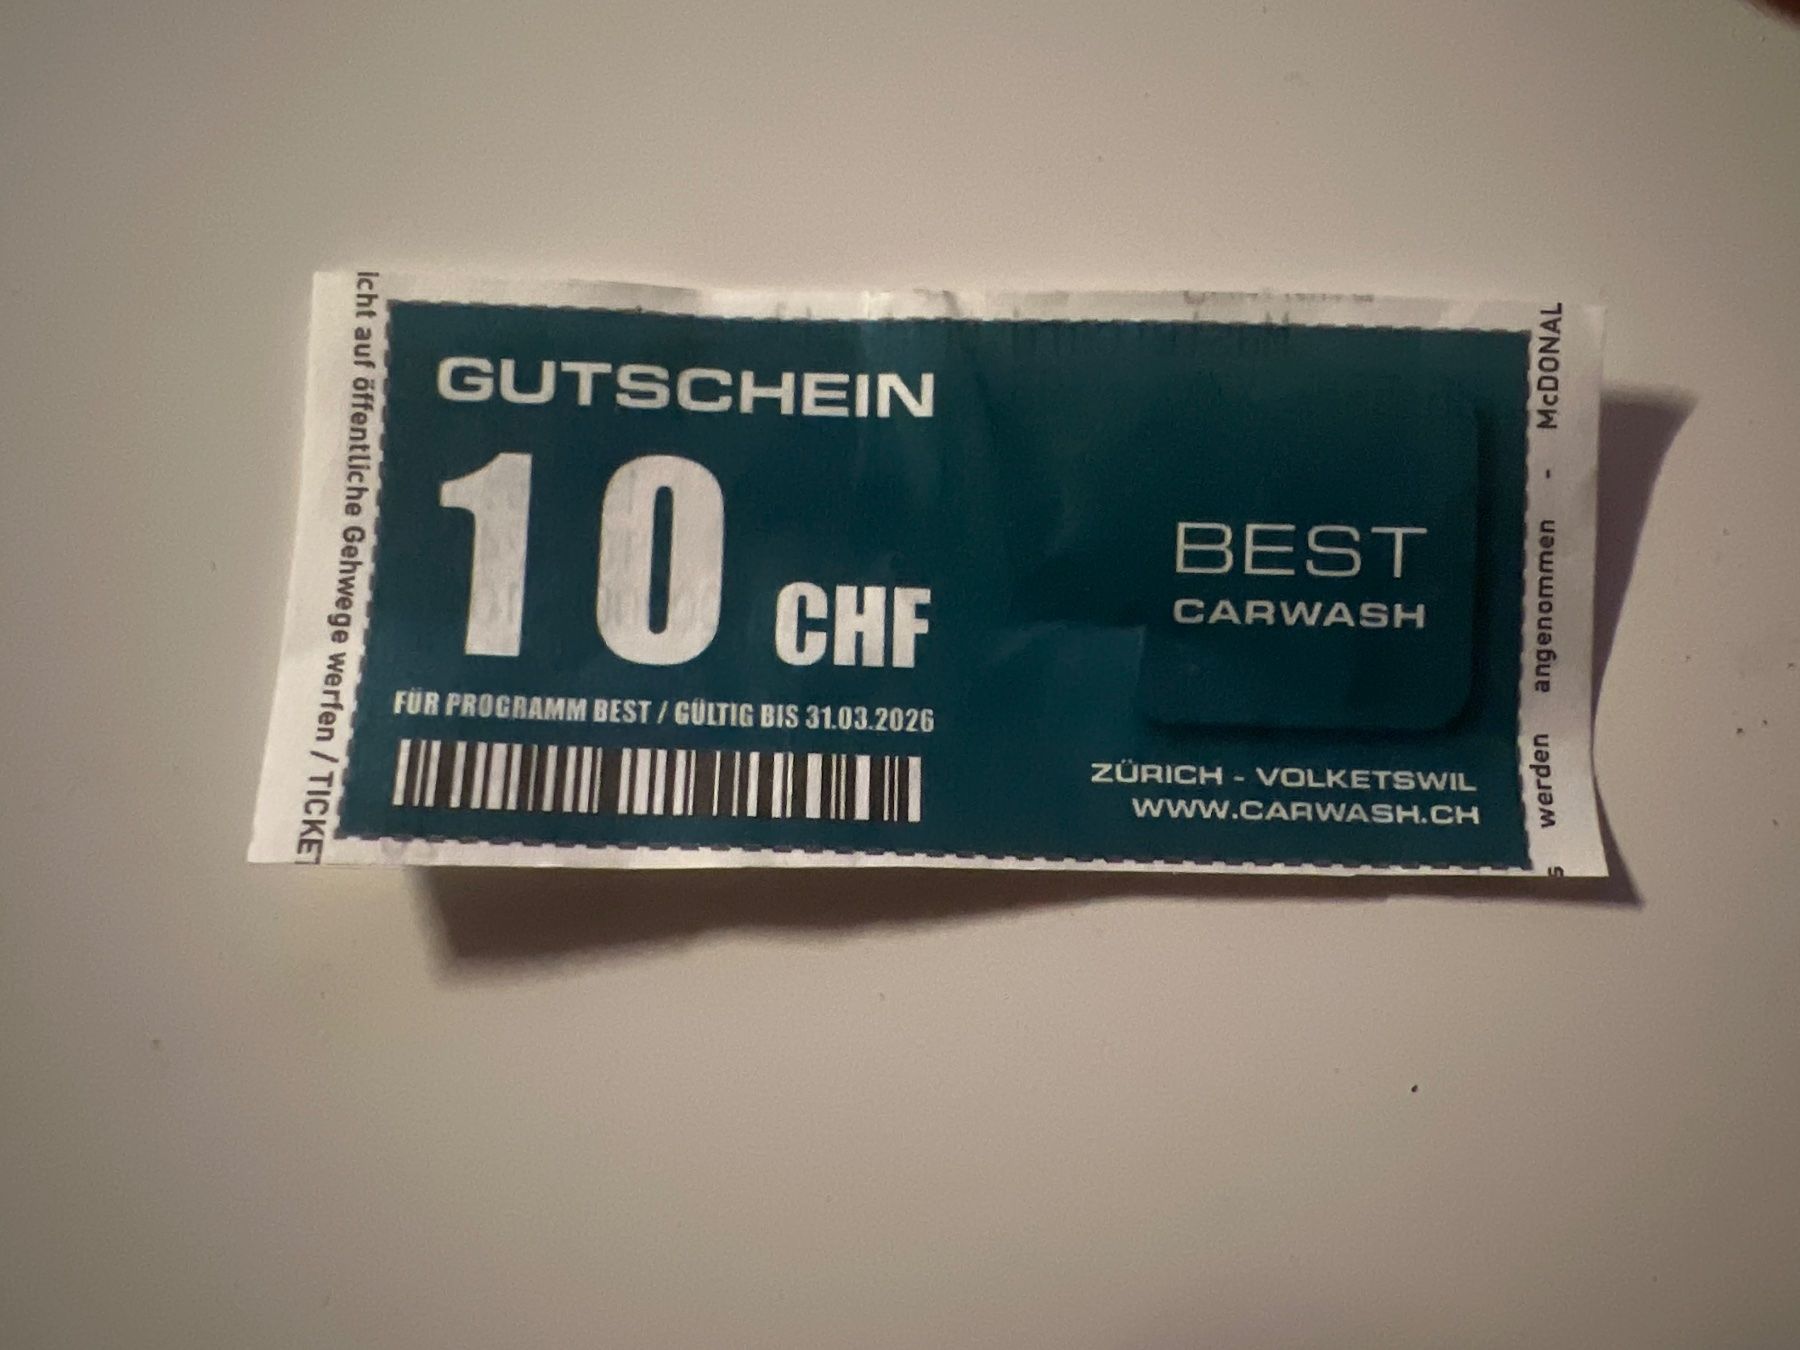 icht auf öffentliche Gehwege werfen / TICKET
GUTSCHEIN
10 CHF
FÜR PROGRAMM BEST / GÜLTIG BIS 31.03.2026
BEST
CARWASH
ZÜRICH - VOLKETSWIL
WWW.CARWASH.CH
s werden angenommen - McDONAL